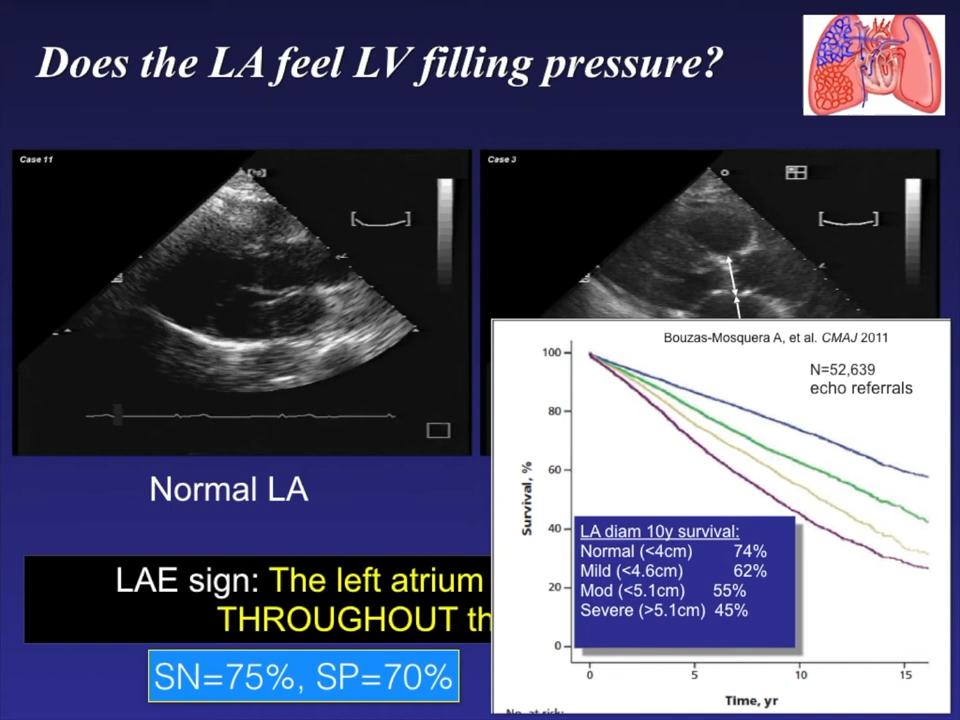 Does the LA feel LV filling pressure?
Case 11
Case 3
Normal LA
LAE sign: The left atrium
THROUGHOUT th
SN=75%, SP=70%
Bouzas-Mosquera A, et al. CMAJ 2011
N=52,639
echo referrals
Survival, %
100
80
60
40
20
0
LA diam 10y survival:
Normal (<4cm) 74%
Mild (<4.6cm) 62%
Mod (<5.1cm) 55%
Severe (>5.1cm) 45%
0 5 10 15
Time, yr
No. at risk: